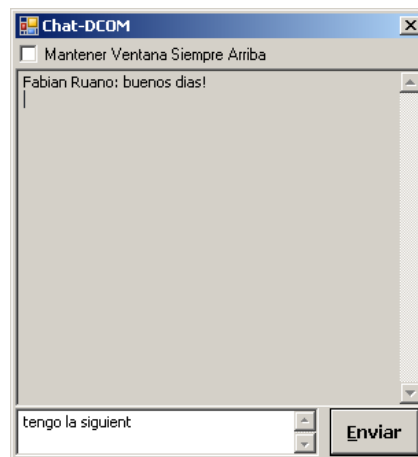 Chat-DCOM
Mantener Ventana Siempre Arriba
Fabian Ruano: buenos dias!
tengo la siguient
Enviar